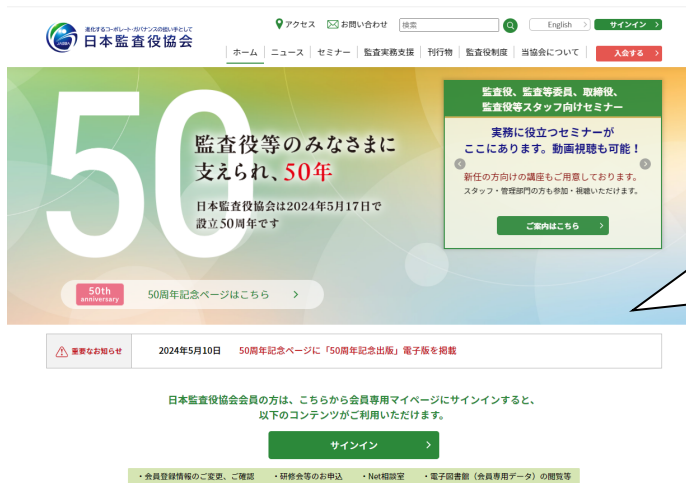 進化するコーポレート・ガバナンスの担い手として
日本監査役協会
アクセス
お問い合わせ
検索
English
サインイン
ホーム
ニュース
セミナー
監査実務支援
刊行物
監査役制度
当協会について
入会する
50
監査役等のみなさまに
支えられ、50年
日本監査役協会は2024年5月17日で
設立50周年です
50th
anniversary
50周年記念ページはこちら
監査役、監査等委員、取締役、
監査役等スタッフ向けセミナー
実務に役立つセミナーが
ここにあります。動画視聴も可能！
新任の方向けの講座もご用意しております。
スタッフ・管理部門の方も参加・視聴いただけます。
ご案内はこちら
重要なお知らせ
2024年5月10日 50周年記念ページに「50周年記念出版」電子版を掲載
日本監査役協会会員の方は、こちらから会員専用マイページにサインインすると、
以下のコンテンツがご利用いただけます。
サインイン
・会員登録情報のご変更、ご確認 ・研修会等のお申込 ・Net相談室 ・電子図書館（会員専用データ）の閲覧等